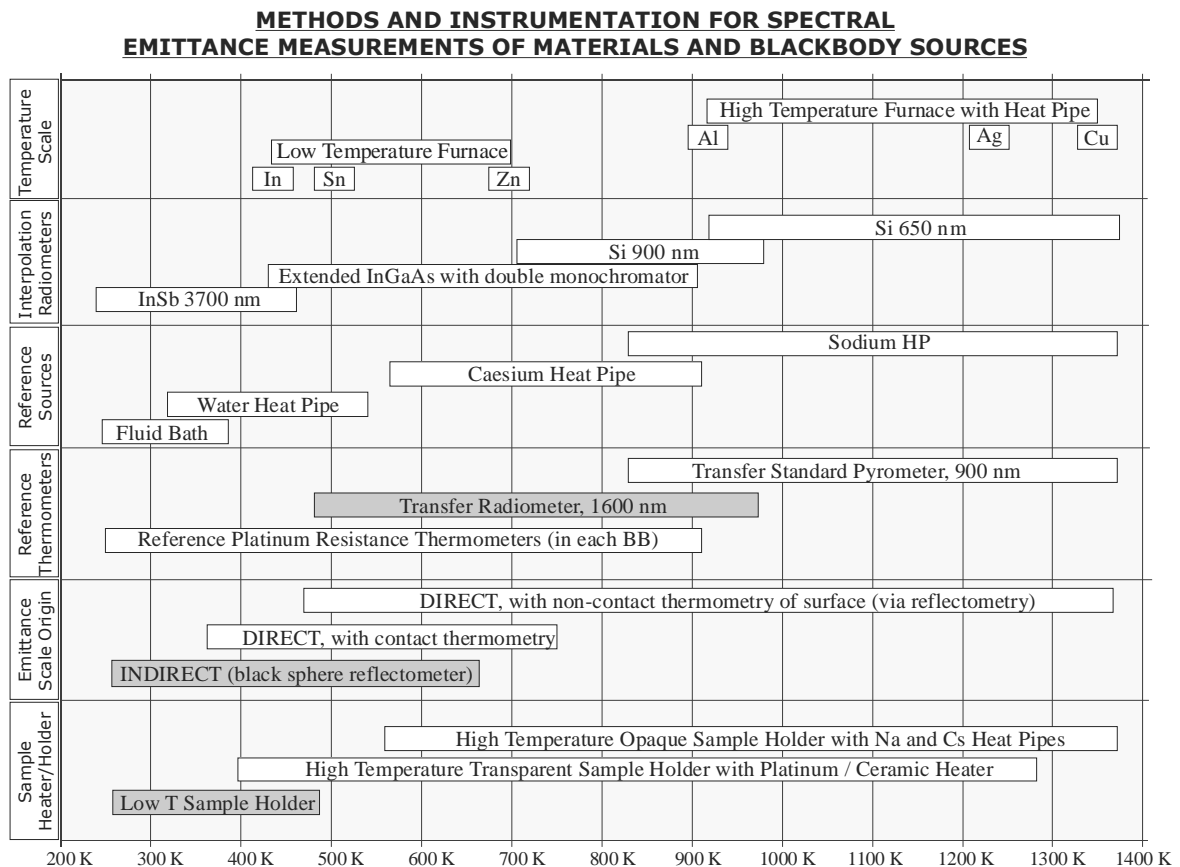 METHODS AND INSTRUMENTATION FOR SPECTRAL
EMITTANCE MEASUREMENTS OF MATERIALS AND BLACKBODY SOURCES
Temperature
Scale
High Temperature Furnace with Heat Pipe
Al
Ag
Cu
Low Temperature Furnace
In
Sn
Zn
Interpolation
Radiometers
Si 650 nm
Si 900 nm
Extended InGaAs with double monochromator
InSb 3700 nm
Reference
Sources
Sodium HP
Caesium Heat Pipe
Water Heat Pipe
Fluid Bath
Reference
Thermometers
Transfer Standard Pyrometer, 900 nm
Transfer Radiometer, 1600 nm
Reference Platinum Resistance Thermometers (in each BB)
Emittance
Scale Origin
DIRECT, with non-contact thermometry of surface (via reflectometry)
DIRECT, with contact thermometry
INDIRECT (black sphere reflectometer)
Sample
Heater/Holder
High Temperature Opaque Sample Holder with Na and Cs Heat Pipes
High Temperature Transparent Sample Holder with Platinum / Ceramic Heater
Low T Sample Holder
200 K 300 K 400 K 500 K 600 K 700 K 800 K 900 K 1000 K 1100 K 1200 K 1300 K 1400 K